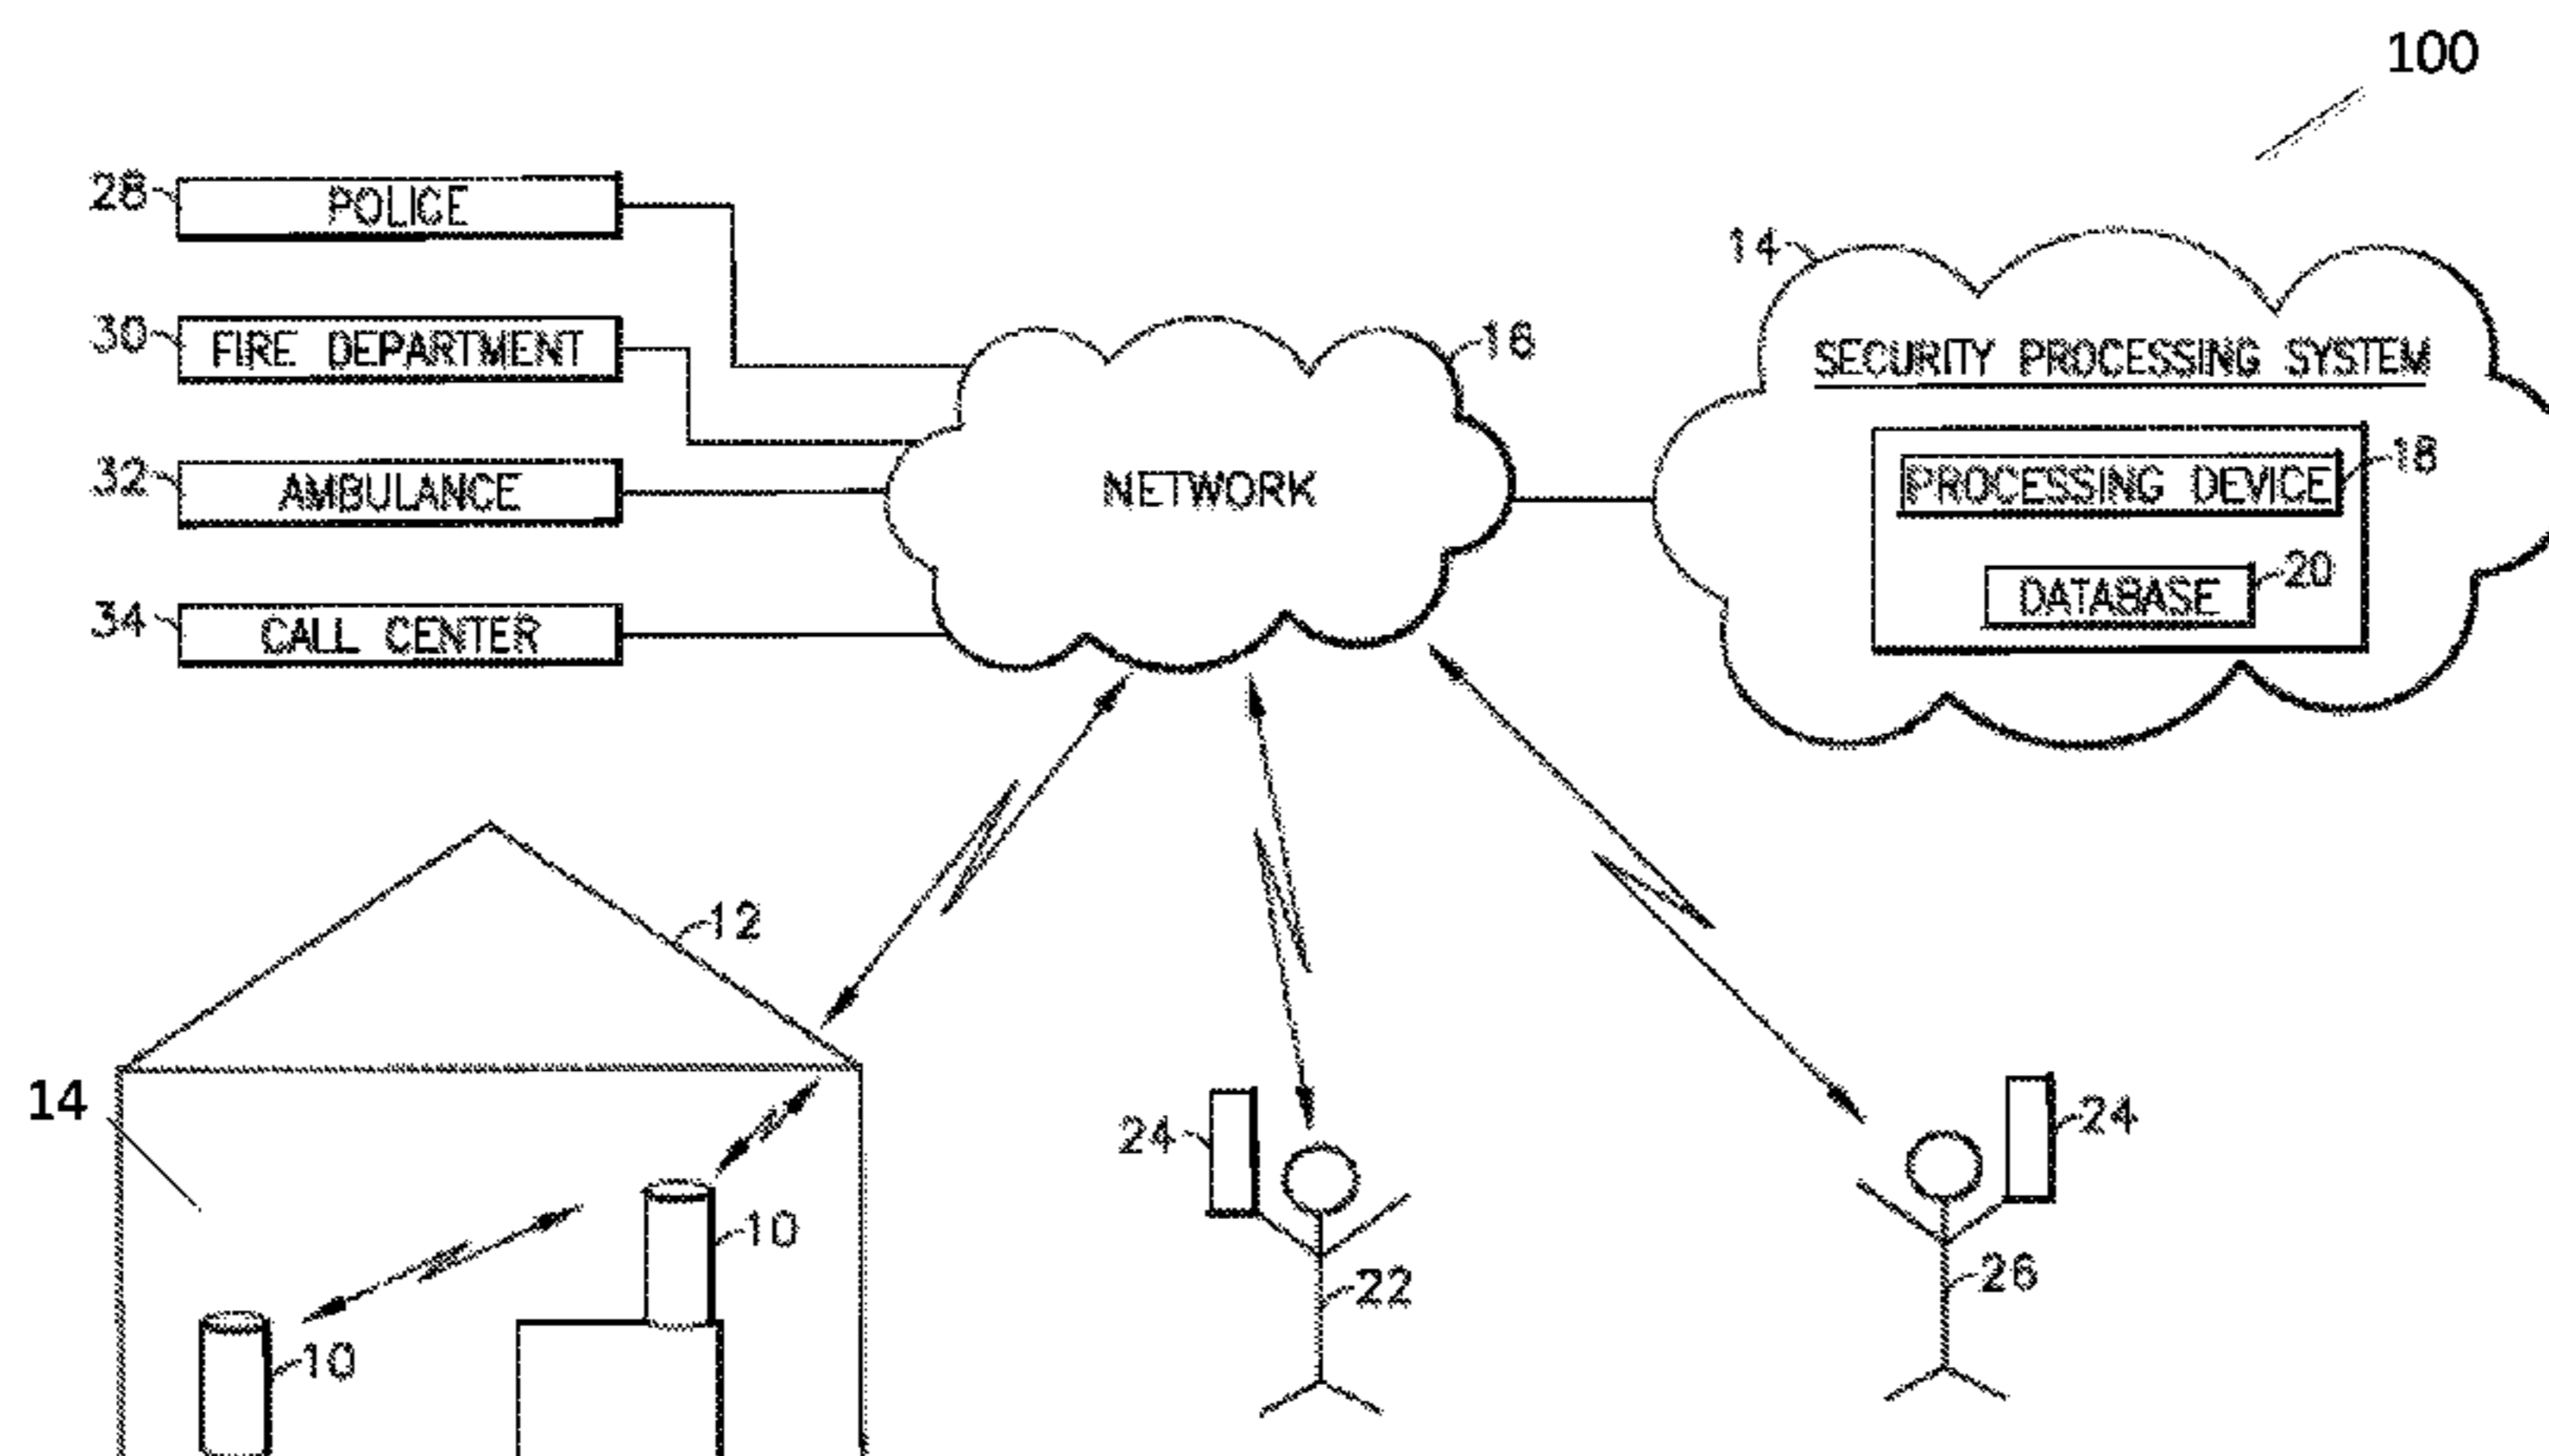 100
28 POLICE
14
30 FIRE DEPARTMENT
16
SECURITY PROCESSING SYSTEM
32 AMBULANCE
NETWORK
PROCESSING DEVICE 18
DATABASE 20
34 CALL CENTER
12
14
24
24
10
22
26
10